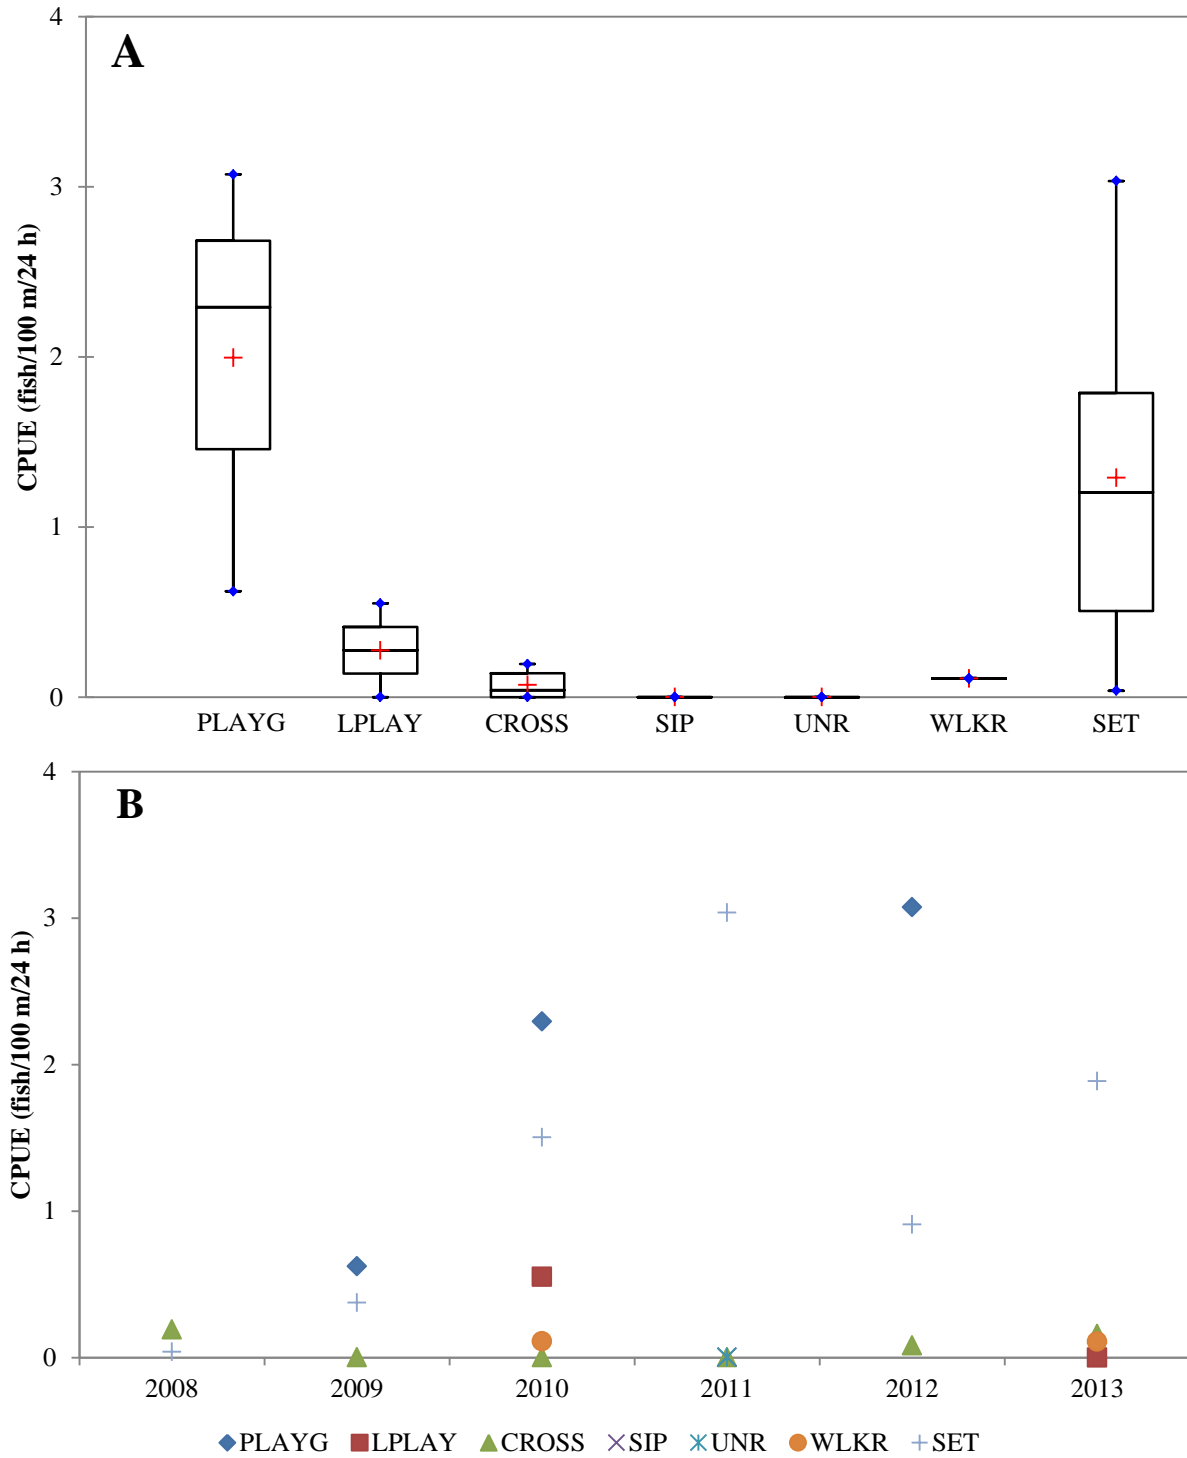 A
CPUE (fish/100 m/24 h)
4
3
2
1
0
PLAYG LPLAY CROSS SIP UNR WLKR SET
B
CPUE (fish/100 m/24 h)
4
3
2
1
0
2008 2009 2010 2011 2012 2013
PLAYG LPLAY CROSS SIP UNR WLKR SET